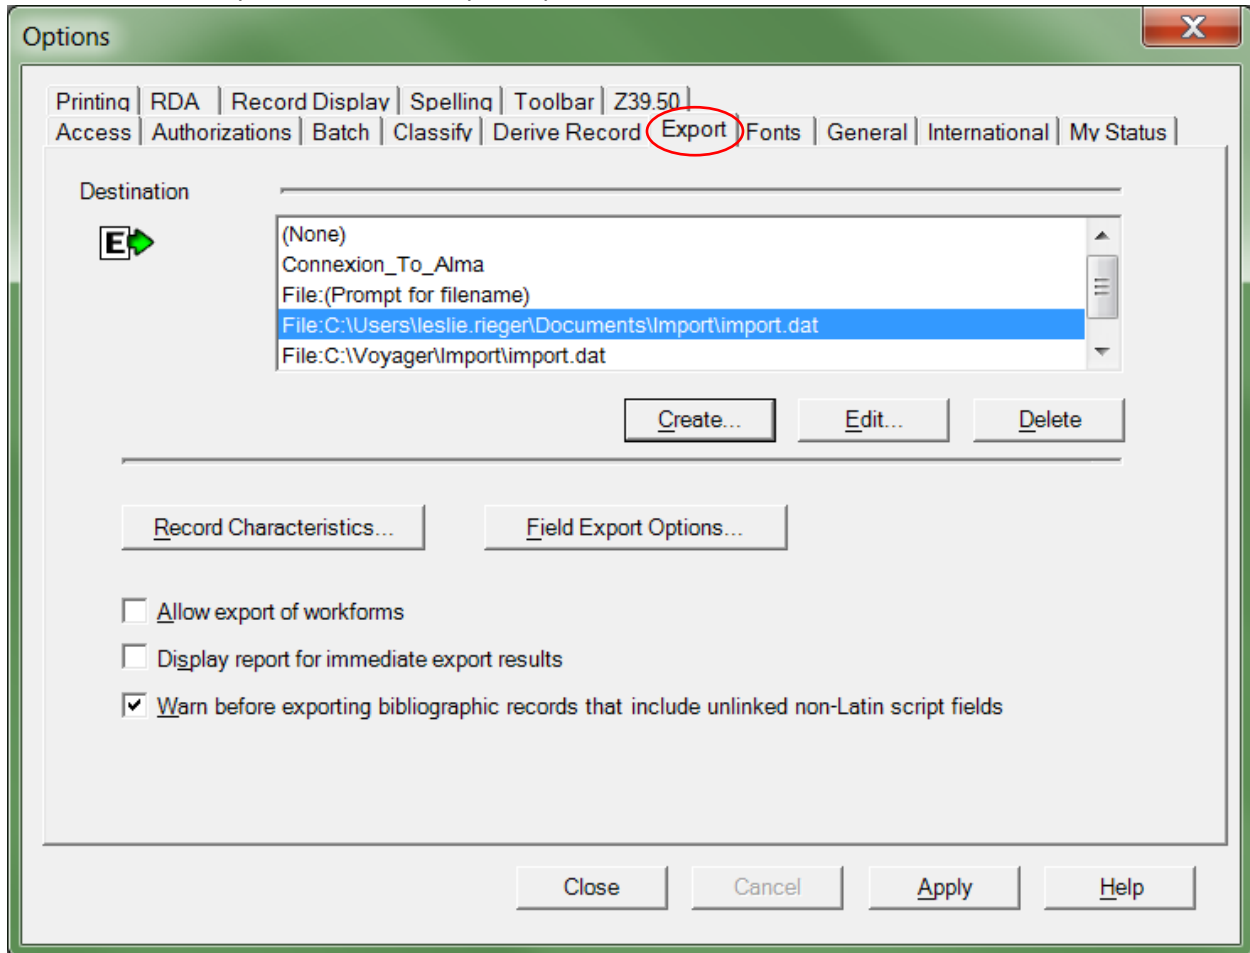 Options
X
Printing RDA Record Display Spelling Toolbar Z39.50
Access Authorizations Batch Classify Derive Record Export Fonts General International My Status
Destination
E
(None)
Connexion_To_Alma
File:(Prompt for filename)
File:C:\Users\leslie.rieger\Documents\Import\import.dat
File:C:\Voyager\Import\import.dat
Create... Edit... Delete
Record Characteristics... Field Export Options...
Allow export of workforms
Display report for immediate export results
Warn before exporting bibliographic records that include unlinked non-Latin script fields
Close Cancel Apply Help